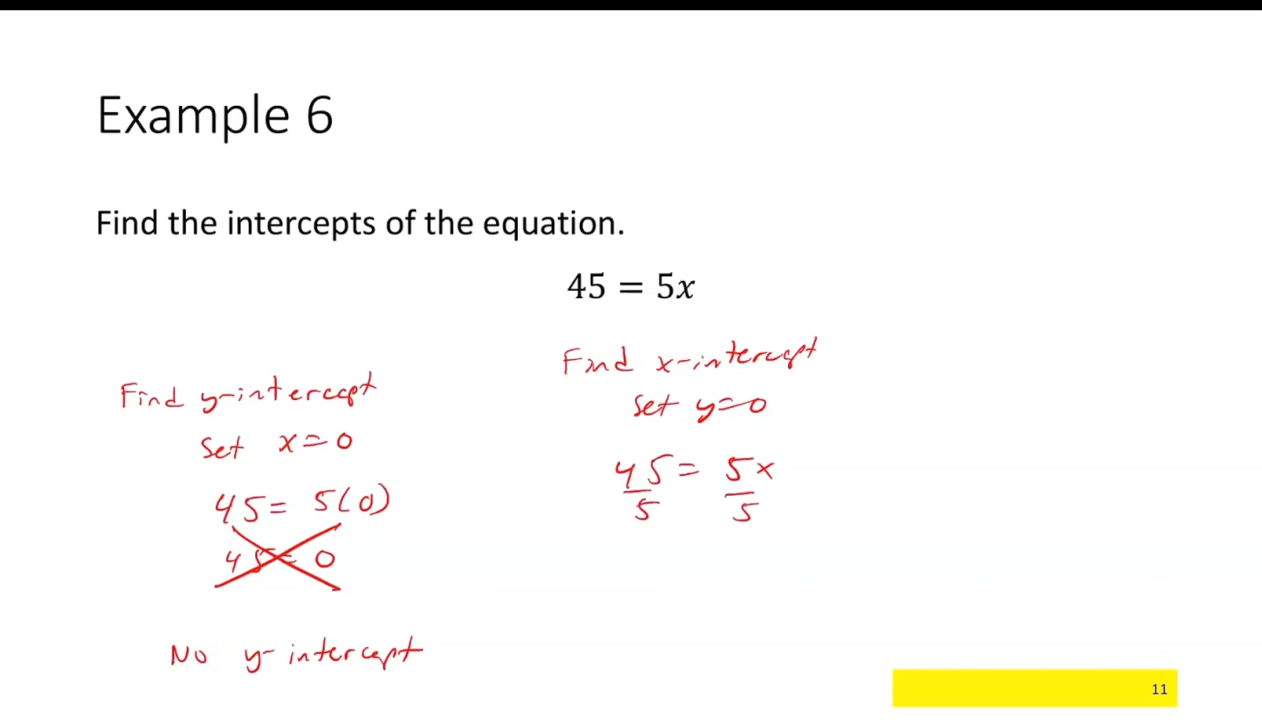 Example 6
Find the intercepts of the equation.
45 = 5x
Find y-intercept
Set x=0
45 = 5(0)
45 = 0
No y-intercept
Find x-intercept
Set y=0
45 = 5x
5 5
11